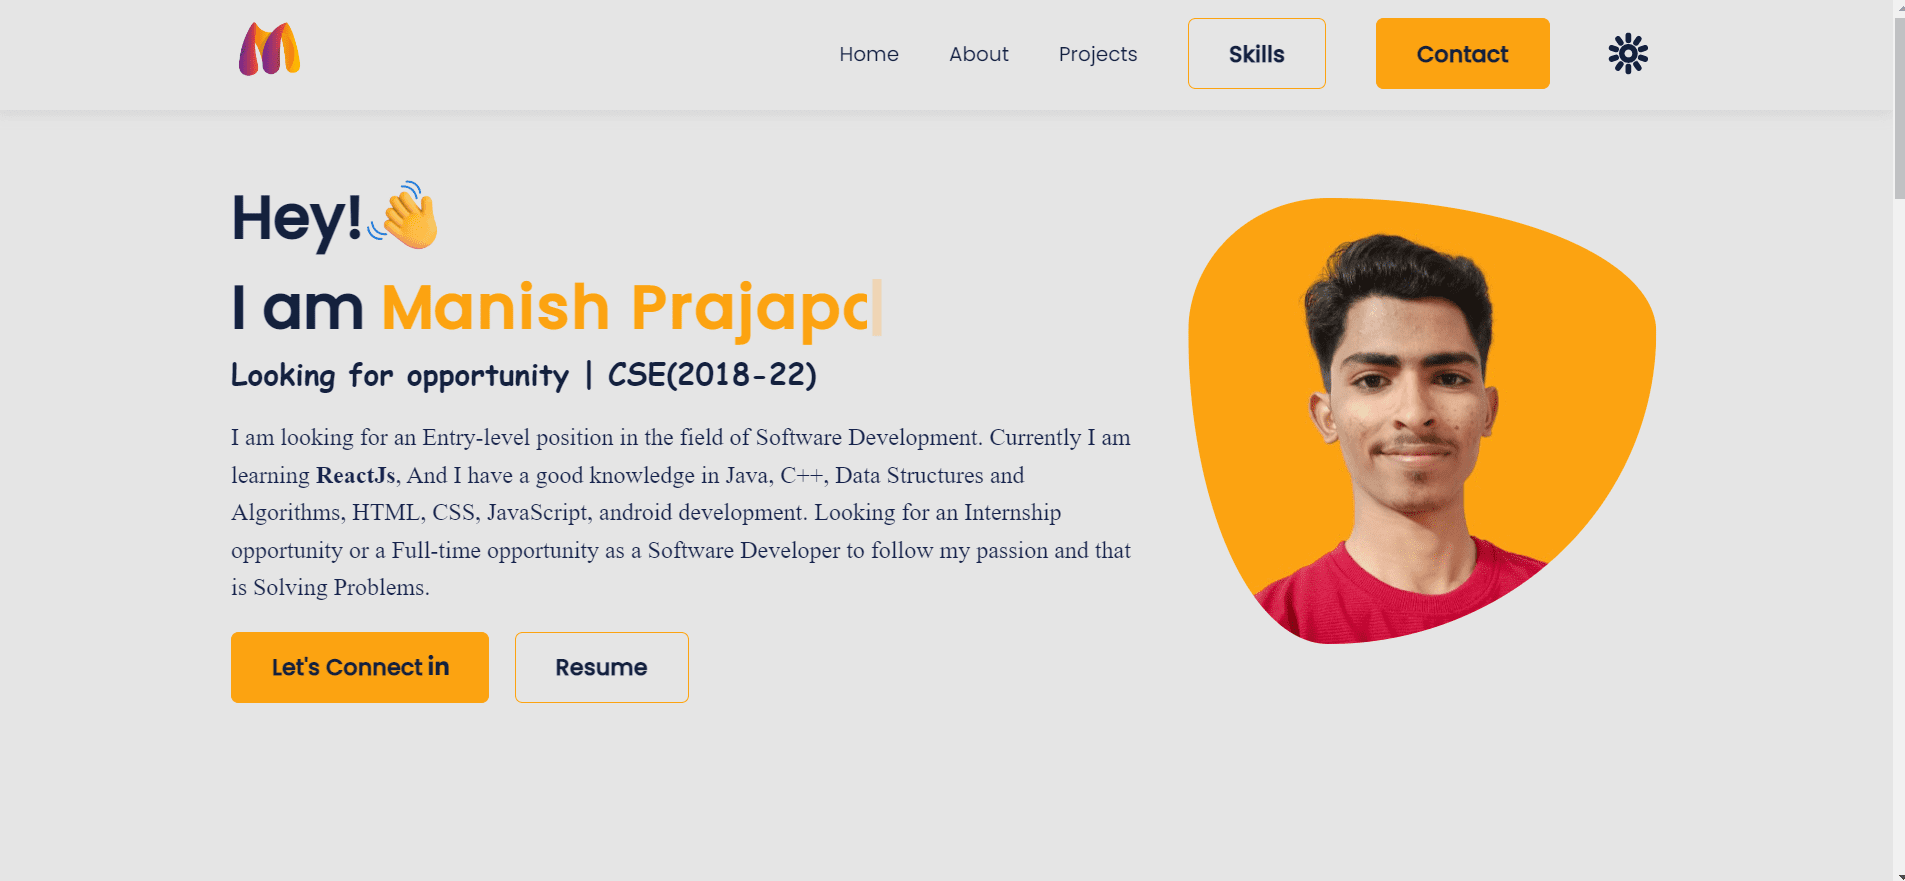 Home About Projects Skills Contact
Hey!
I am Manish Prajapa
Looking for opportunity | CSE(2018-22)
I am looking for an Entry-level position in the field of Software Development. Currently I am
learning ReactJs, And I have a good knowledge in Java, C++, Data Structures and
Algorithms, HTML, CSS, JavaScript, android development. Looking for an Internship
opportunity or a Full-time opportunity as a Software Developer to follow my passion and that
is Solving Problems.
Let's Connect in Resume